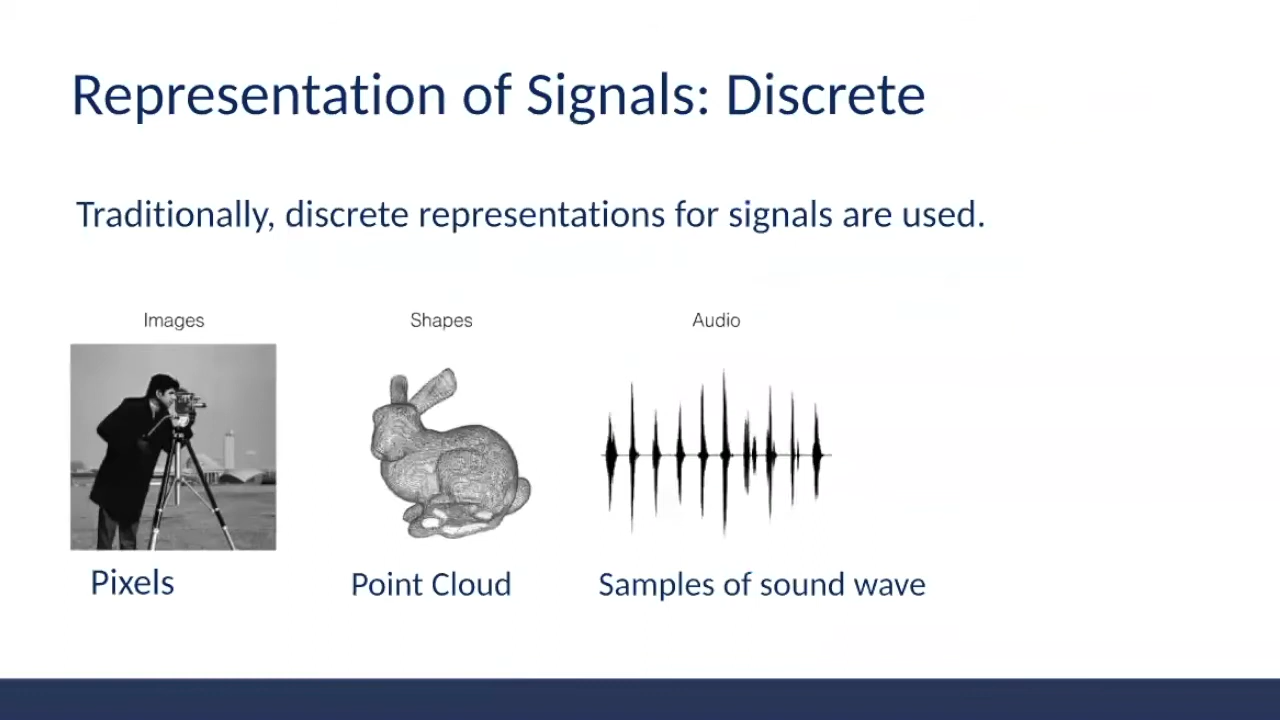 Representation of Signals: Discrete
Traditionally, discrete representations for signals are used.
Images Shapes Audio
Pixels Point Cloud Samples of sound wave